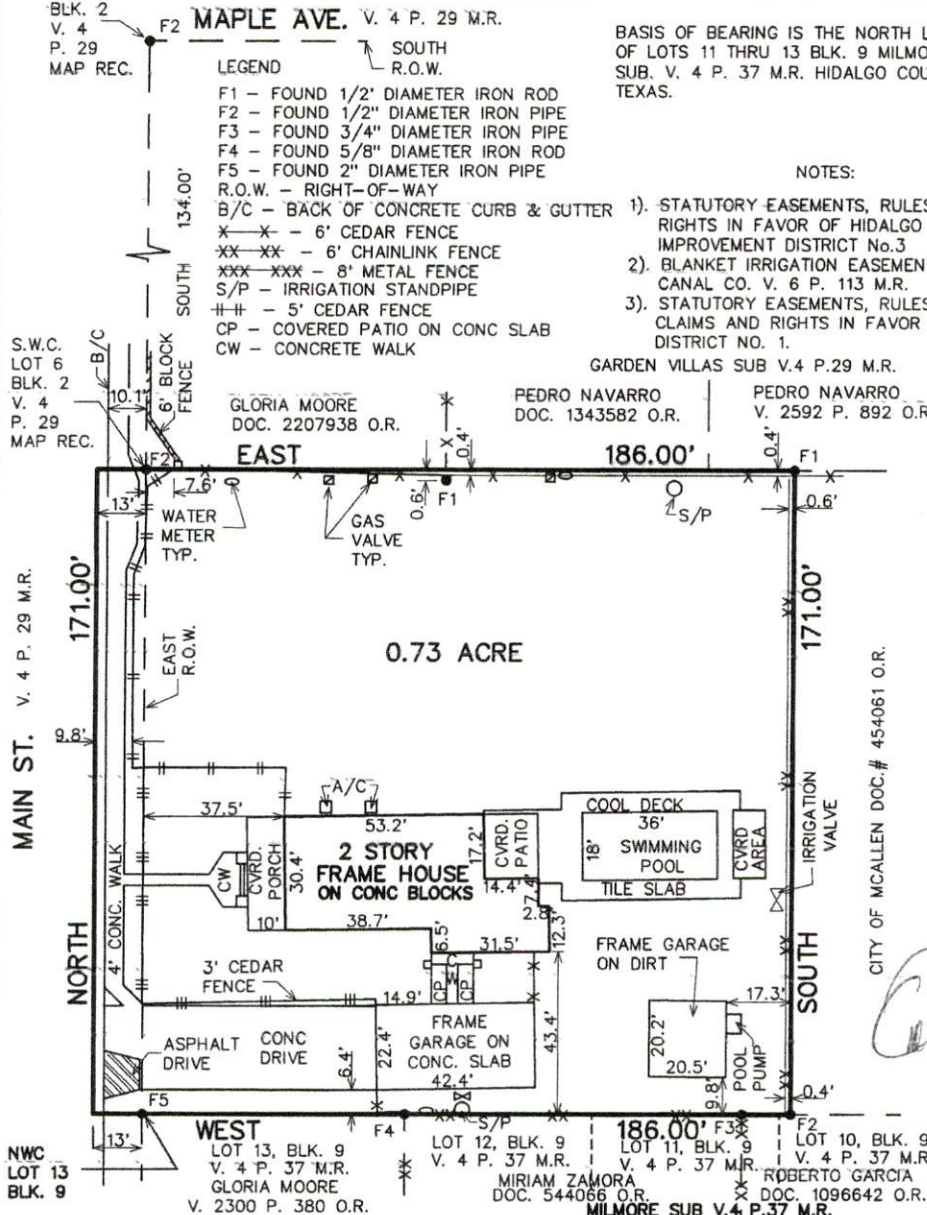 BLK. 2
V. 4
P. 29
MAP REC.
F2
MAPLE AVE. V. 4 P. 29 M.R.
SOUTH
R.O.W.
BASIS OF BEARING IS THE NORTH
OF LOTS 11 THRU 13 BLK. 9
SUB. V. 4 P. 37 M.R. HIDALGO
TEXAS.
LEGEND
F1 - FOUND 1/2' DIAMETER IRON ROD
F2 - FOUND 1/2" DIAMETER IRON PIPE
F3 - FOUND 3/4" DIAMETER IRON PIPE
F4 - FOUND 5/8" DIAMETER IRON ROD
F5 - FOUND 2" DIAMETER IRON PIPE
R.O.W. - RIGHT-OF-WAY
B/C - BACK OF CONCRETE CURB & GUTTER
X X - 6' CEDAR FENCE
XX XX - 6' CHAINLINK FENCE
XXX XXX - 8' METAL FENCE
S/P - IRRIGATION STANDPIPE
- 5' CEDAR FENCE
CP - COVERED PATIO ON CONC SLAB
CW - CONCRETE WALK
NOTES:
1). STATUTORY EASEMENTS, RULES
RIGHTS IN FAVOR OF HIDALGO
IMPROVEMENT DISTRICT No.3
2). BLANKET IRRIGATION EASEMEN
CANAL CO. V. 6 P. 113 M.R.
3). STATUTORY EASEMENTS, RULES
CLAIMS AND RIGHTS IN FAVOR
DISTRICT NO. 1.
GARDEN VILLAS SUB V.4 P.29 M.R.
134.00'
SOUTH
6' BLOCK
FENCE
B/C
S.W.C.
LOT 6
BLK. 2
V. 4
P. 29
MAP REC.
10.1'
GLORIA MOORE
DOC. 2207938 O.R.
PEDRO NAVARRO
DOC. 1343582 O.R.
PEDRO NAVARRO
V. 2592 P. 892 O.R.
0.4'
0.4'
F2
EAST
186.00'
F1
7.6'
13'
WATER
METER
TYP.
GAS
VALVE
TYP.
0.6'
F1
S/P
0.6'
MAIN ST. V. 4 P. 29 M.R.
171.00'
EAST
R.O.W.
0.73 ACRE
171.00'
CITY OF MCALLEN DOC.# 454061 O.R.
9.8'
A/C
37.5'
53.2'
COOL DECK
36'
18'
SWIMMING
POOL
TILE SLAB
CVRD
AREA
IRRIGATION
VALVE
4' CONC. WALK
CW
CVRD.
PORCH
10'
30.4'
2 STORY
FRAME HOUSE
ON CONC BLOCKS
17.2'
CVRD.
PATIO
14.4'
7.4'
2.8'
38.7'
6.5'
31.5'
12.3'
NORTH
SOUTH
3' CEDAR
FENCE
14.9'
CP
CW
CP
43.4'
FRAME GARAGE
ON DIRT
17.3'
20.2'
20.5'
POOL
PUMP
9.8'
0.4'
ASPHALT
DRIVE
CONC
DRIVE
6.4'
22.4'
FRAME
GARAGE ON
CONC. SLAB
42.4'
F5
13'
WEST
F4
S/P
186.00'
F3
F2
NWC
LOT 13
BLK. 9
LOT 13, BLK. 9
V. 4 P. 37 M.R.
GLORIA MOORE
V. 2300 P. 380 O.R.
LOT 12, BLK. 9
V. 4 P. 37 M.R.
MIRIAM ZAMORA
DOC. 544066 O.R.
LOT 11, BLK. 9
V. 4 P. 37 M.R.
LOT 10, BLK. 9
V. 4 P. 37 M.R.
ROBERTO GARCIA
DOC. 1096642 O.R.
MILMORE SUB V.4 P.37 M.R.